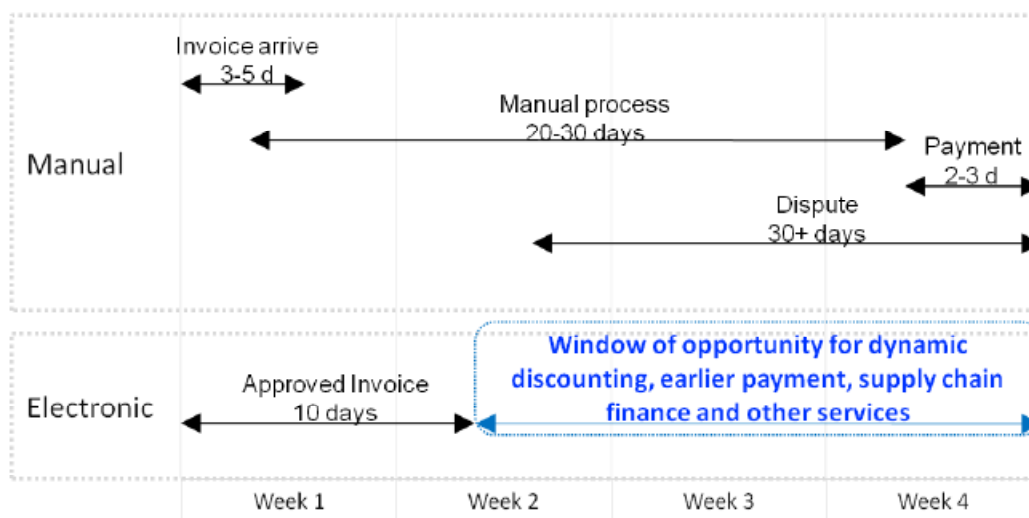 Invoice arrive
3-5 d
Manual process
20-30 days
Manual
Payment
2-3 d
Dispute
30+ days
Window of opportunity for dynamic
discounting, earlier payment, supply chain
finance and other services
Approved Invoice
10 days
Electronic
Week 1
Week 2
Week 3
Week 4